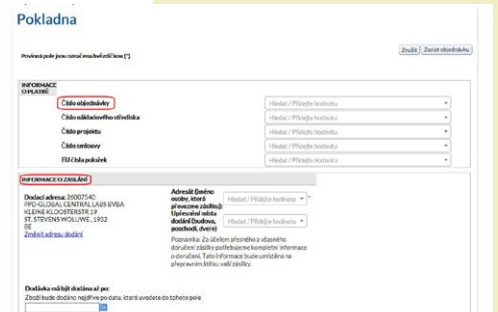 Pokladna
Povinná pole jsou označena hvězdičkou (*).
Zrušit Zaslat objednávku
INFORMACE
O PLATBĚ
Číslo objednávky Hledat / Přidejte hodnotu
Číslo nákladového střediska Hledat / Přidejte hodnotu
Číslo projektu Hledat / Přidejte hodnotu
Číslo smlouvy Hledat / Přidejte hodnotu
EU čísla položek Hledat / Přidejte hodnotu
INFORMACE O ZASLÁNÍ
Dodací adresa: 26007540
PPD-GLOBAL CENTRAL LABS BVBA
KLEINE KLOOSTERSTR 19
ST. STEVENS WOLUWE , 1932
BE
Změnit adresu dodání
Adresát (jméno
osoby, která
převezme zásilku): Hledat / Přidejte hodnotu *
Upřesnění místa
dodání (budova,
poschodí, dveře) Hledat / Přidejte hodnotu
Poznámka: Za účelem přesného a včasného
doručení zásilky potřebujeme kompletní informace
o doručení. Tato informace bude umístěna na
přepravním štítku vaší zásilky.
Dodávka má být dodána až po:
Zboží bude dodáno nejdříve po datu, které uvedete do tohoto pole